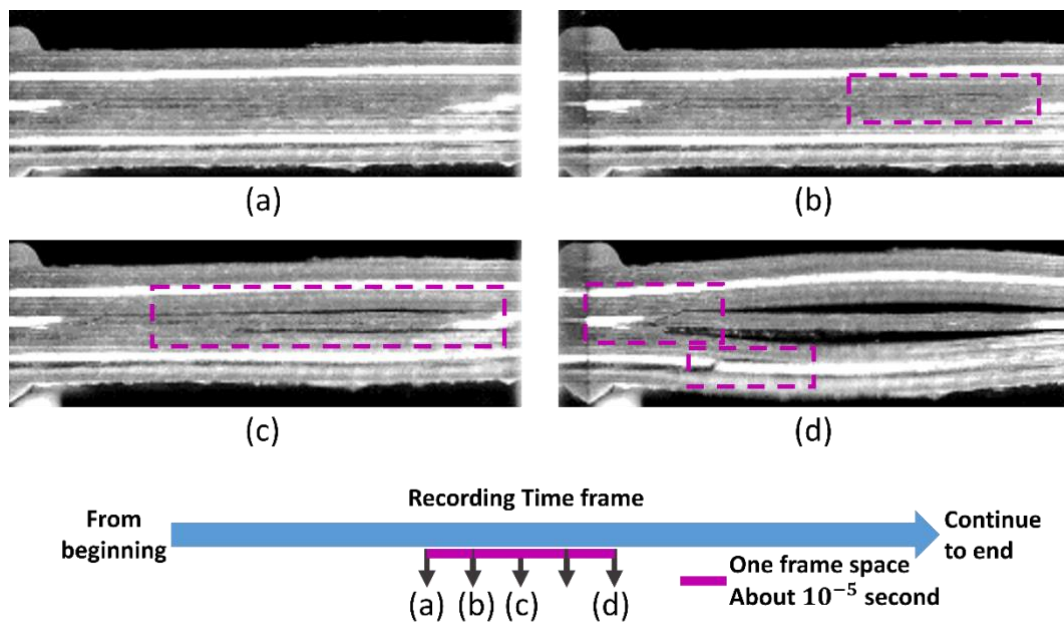 (a)
(b)
(c)
(d)
Recording Time frame
From
beginning
Continue
to end
(a) (b) (c) (d)
One frame space
About 10⁻⁵ second